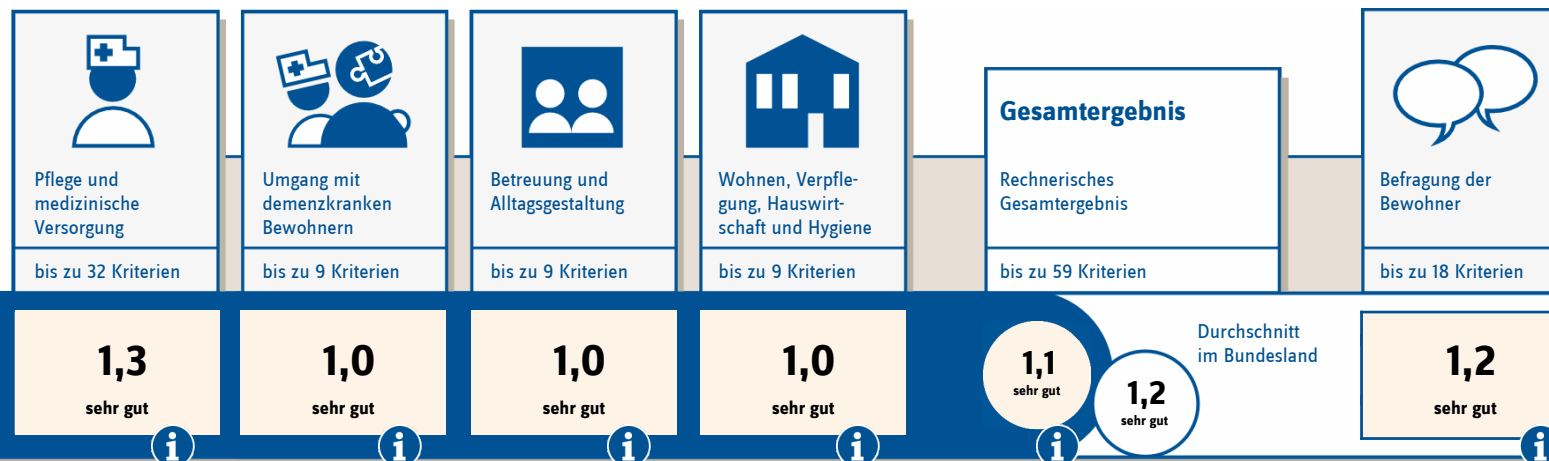 Pflege und
medizinische
Versorgung
bis zu 32 Kriterien
1,3
sehr gut
i
Umgang mit
demenzkranken
Bewohnern
bis zu 9 Kriterien
1,0
sehr gut
i
Betreuung und
Alltagsgestaltung
bis zu 9 Kriterien
1,0
sehr gut
i
Wohnen, Verpfle-
gung, Hauswirt-
schaft und Hygiene
bis zu 9 Kriterien
1,0
sehr gut
i
Gesamtergebnis
Rechnerisches
Gesamtergebnis
bis zu 59 Kriterien
1,1
sehr gut
i
Durchschnitt
im Bundesland
1,2
sehr gut
Befragung der
Bewohner
bis zu 18 Kriterien
1,2
sehr gut
i